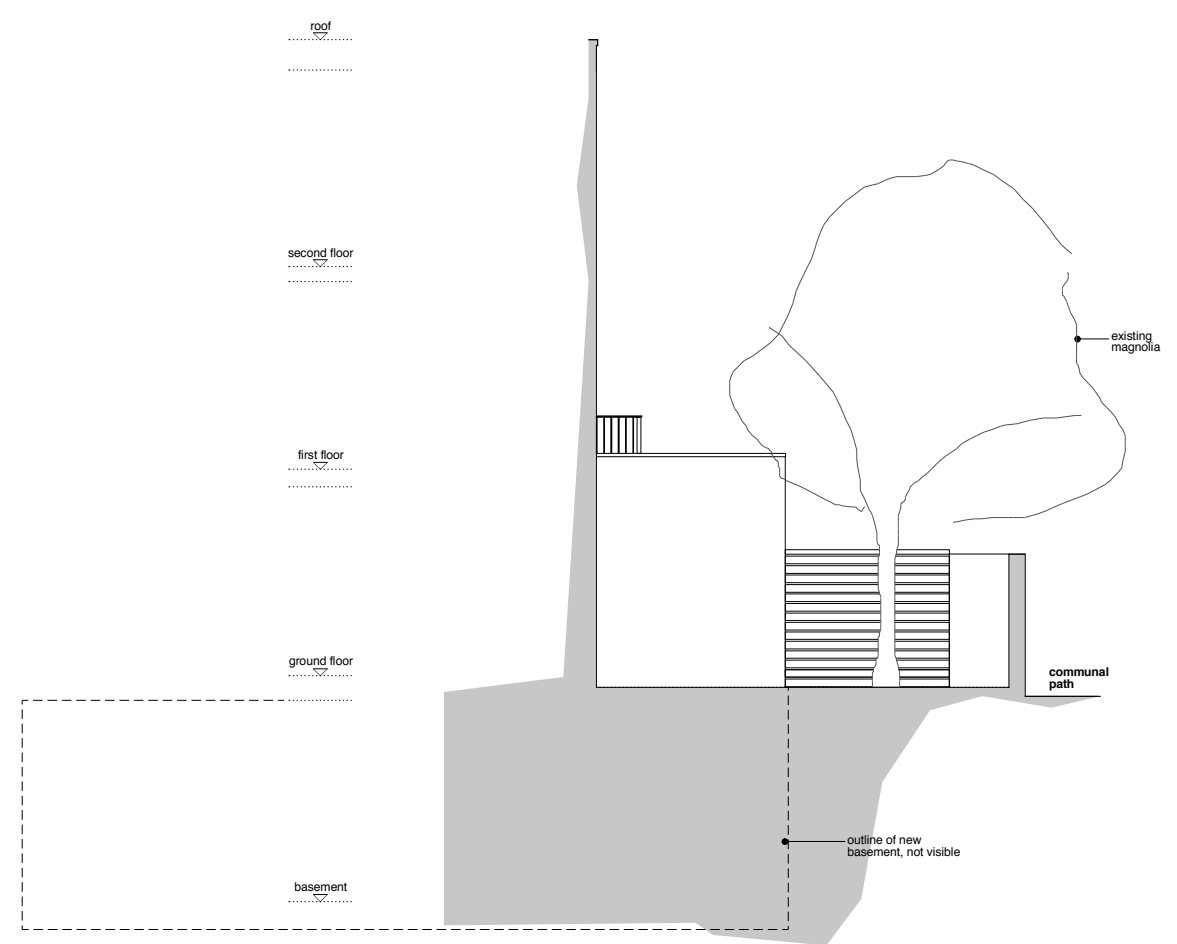 roof
second floor
existing
magnolia
first floor
ground floor
communal
path
outline of new
basement, not visible
basement